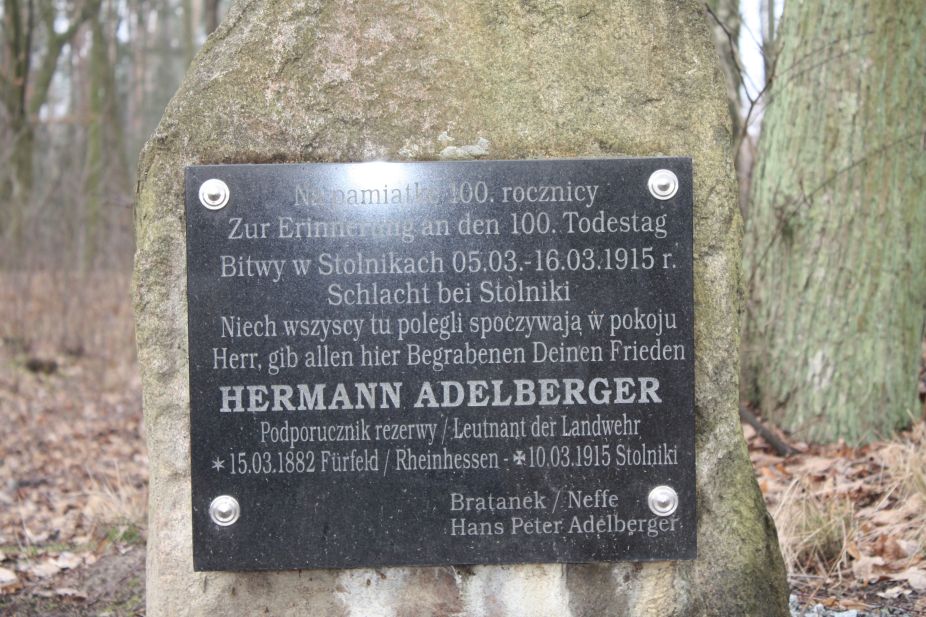 Na pamiątkę 100. rocznicy
Zur Erinnerung an den 100. Todestag
Bitwy w Stolnikach 05.03.-16.03.1915 r.
Schlacht bei Stolniki
Niech wszyscy tu polegli spoczywają w pokoju
Herr, gib allen hier Begrabenen Deinen Frieden
HERMANN ADELBERGER
Podporucznik rezerwy / Leutnant der Landwehr
✶ 15.03.1882 Fürfeld / Rheinhessen - ✠ 10.03.1915 Stolniki
Bratanek / Neffe
Hans Peter Adelberger